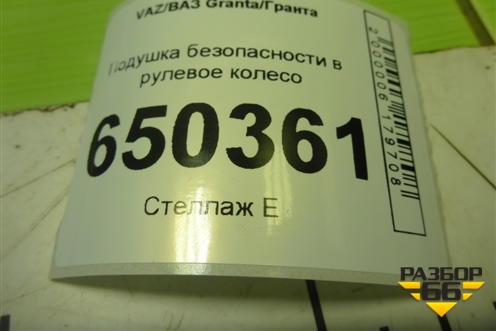 VAZ/ВАЗ Granta/Гранта
Подушка безопасности в
рулевое колесо
650361
Стеллаж Е
2000006179708
РАЗБОР
66